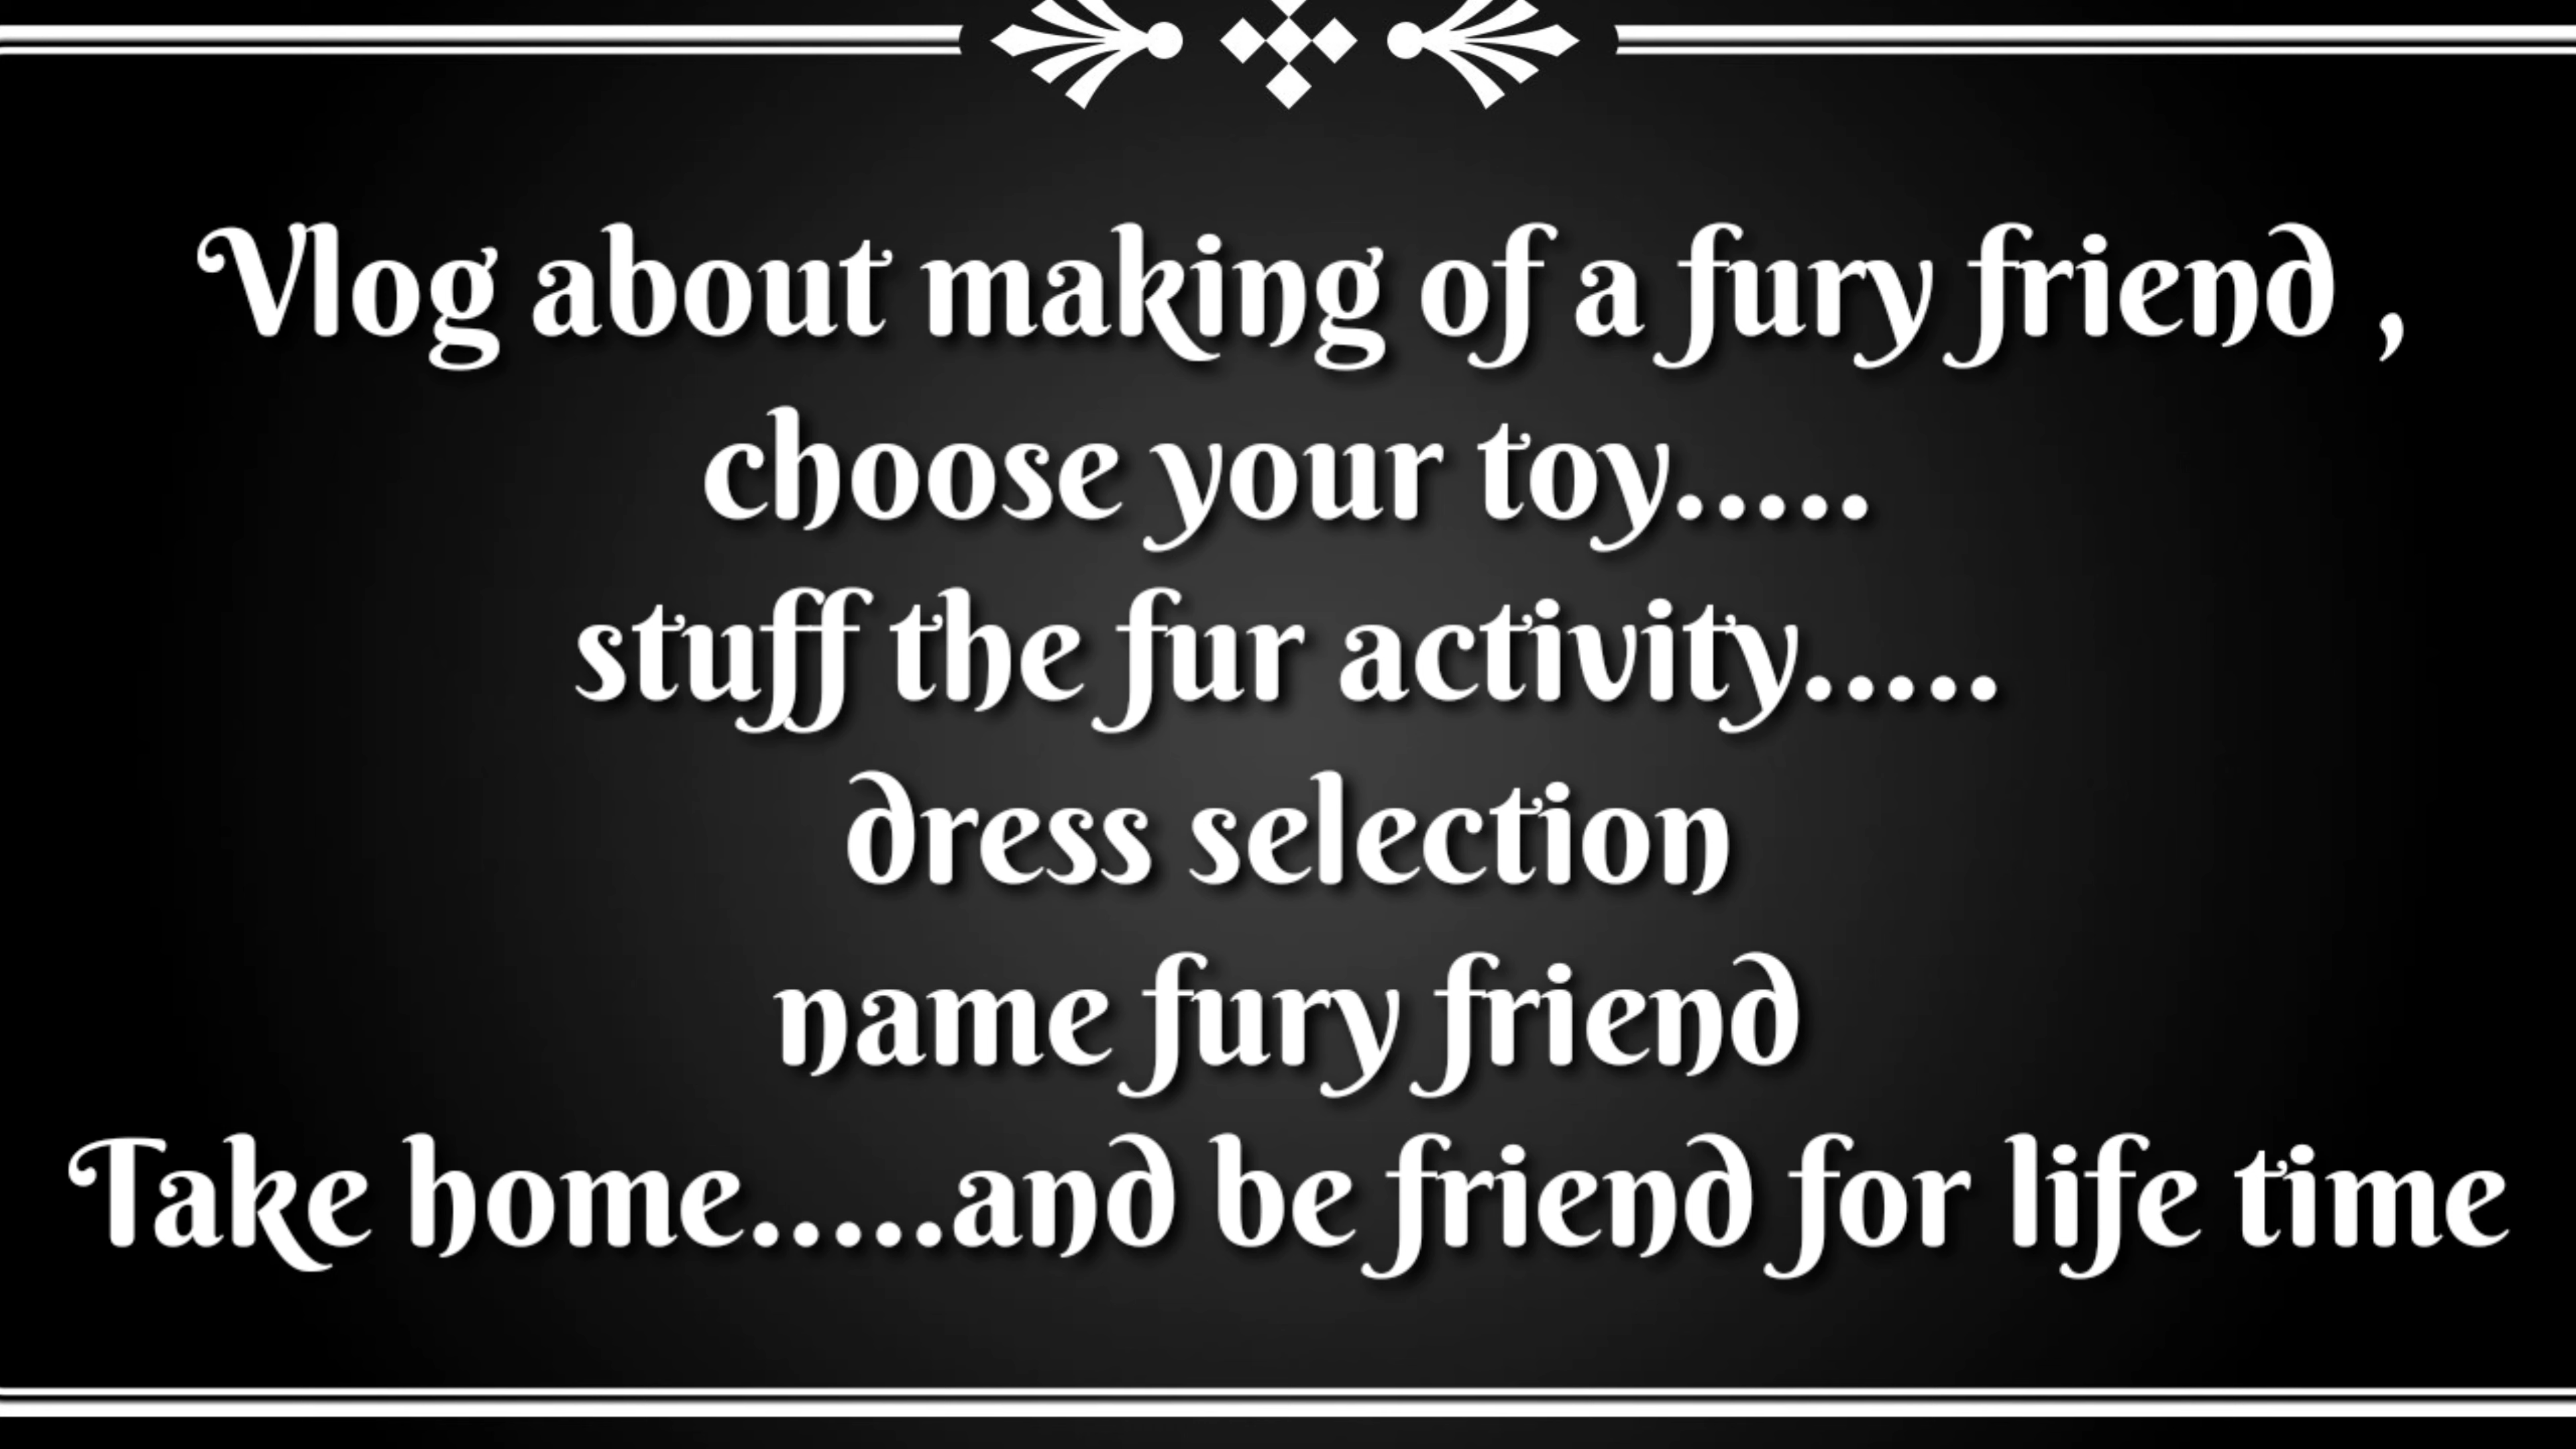 Vlog about making of a fury friend ,
choose your toy.....
stuff the fur activity.....
dress selection
name fury friend
Take home.....and be friend for life time